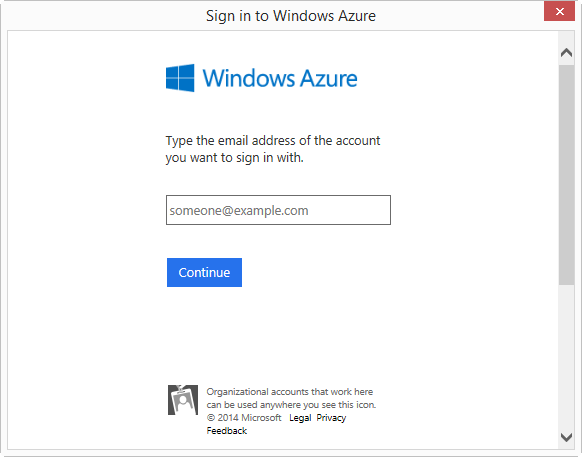 Sign in to Windows Azure
Windows Azure
Type the email address of the account
you want to sign in with.
someone@example.com
Continue
Organizational accounts that work here
can be used anywhere you see this icon.
© 2014 Microsoft Legal Privacy
Feedback